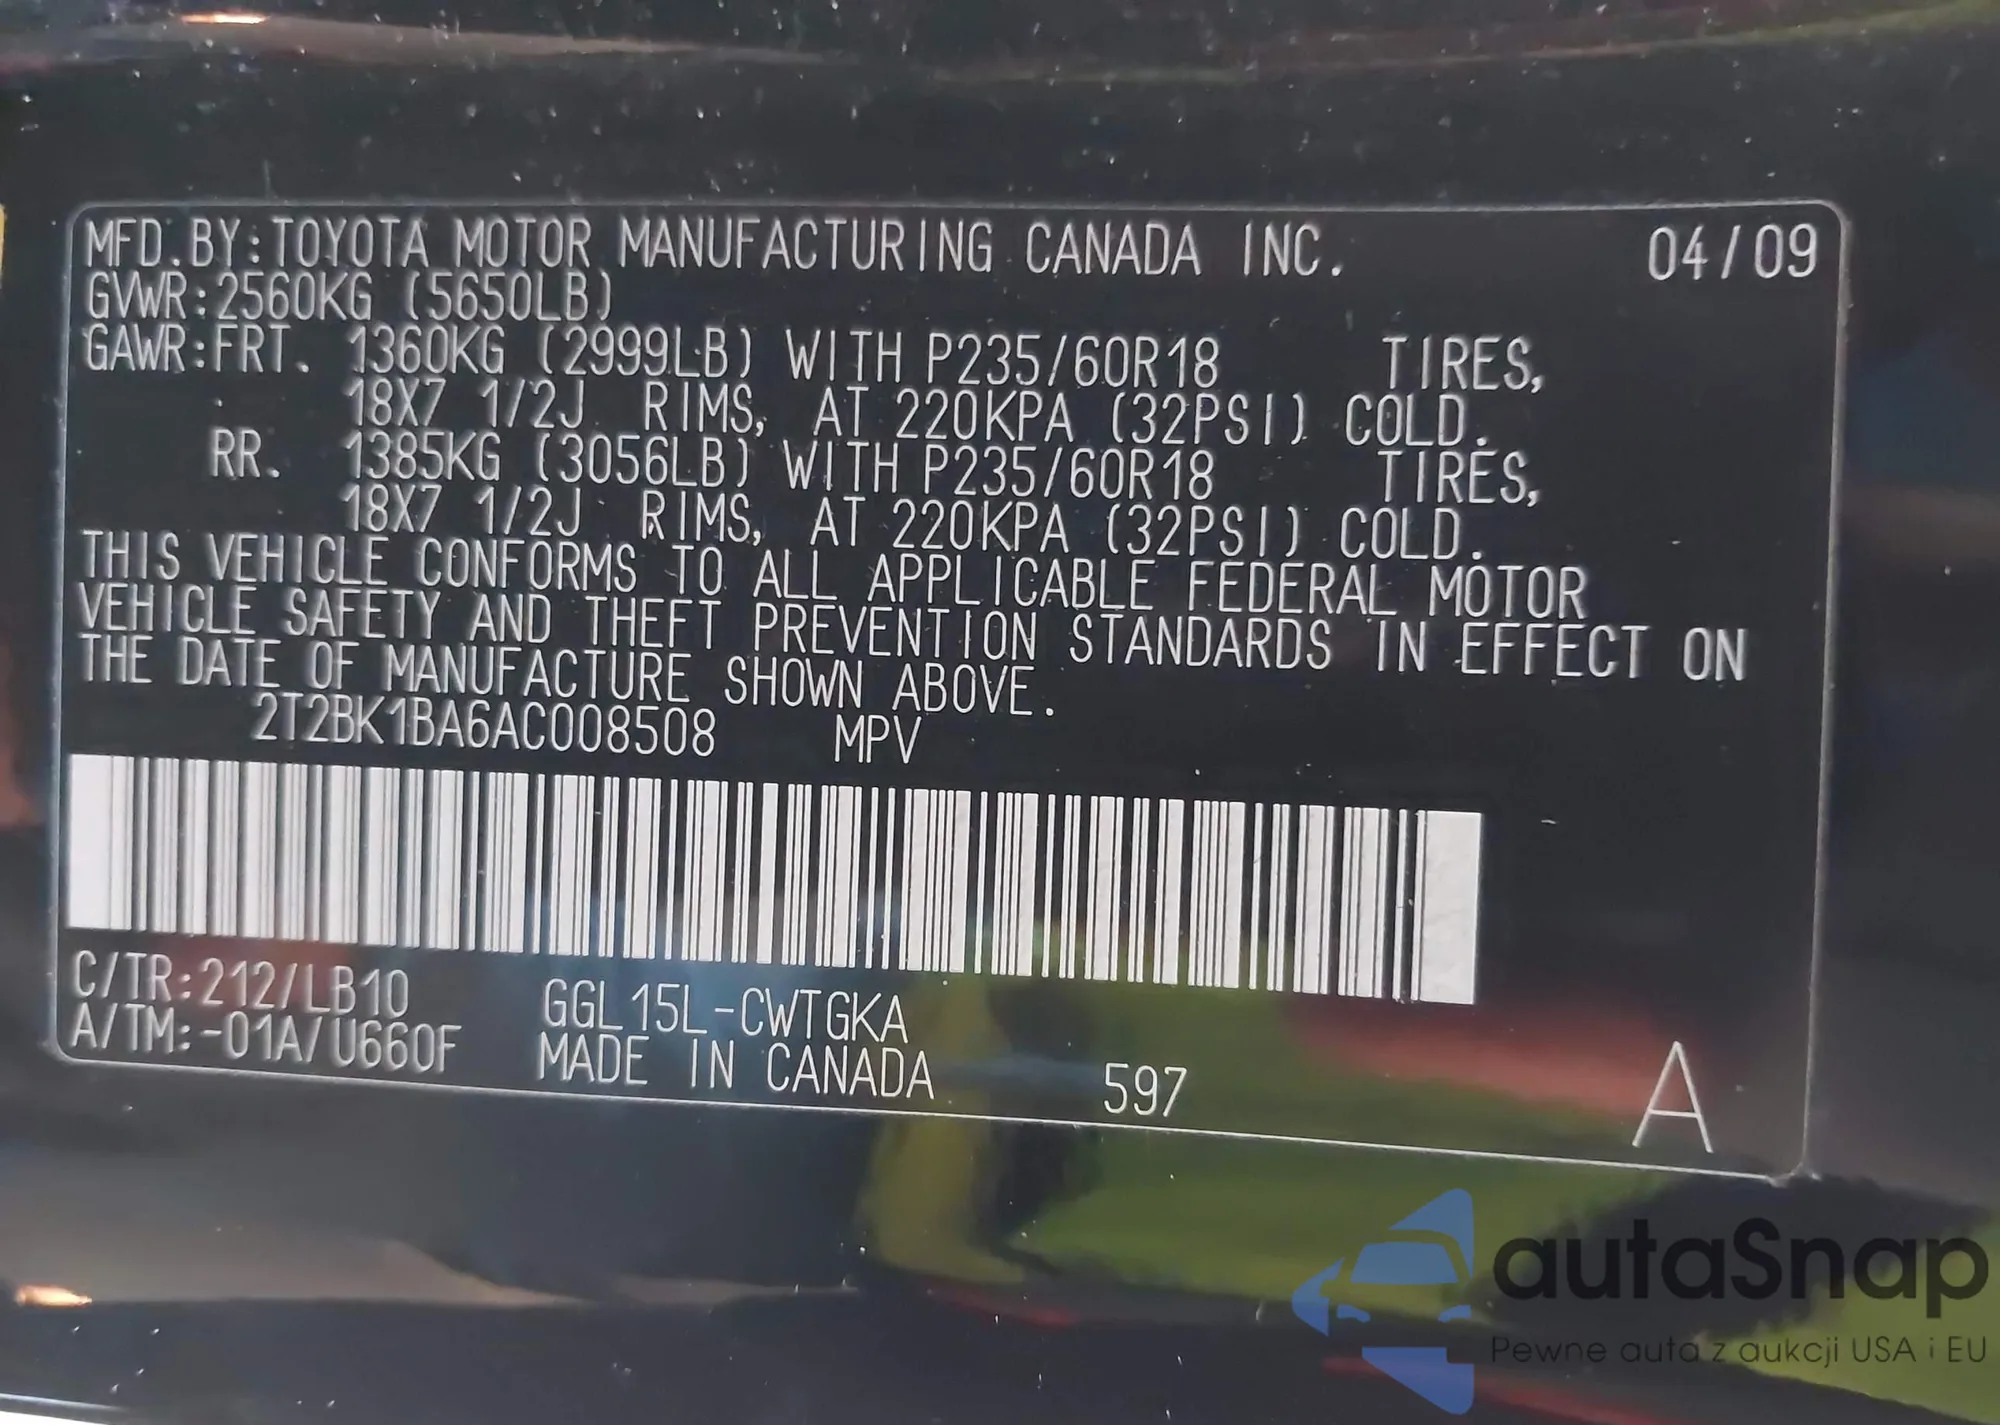 MFD.BY:TOYOTA MOTOR MANUFACTURING CANADA INC. 04/09
GVWR:2560KG (5650LB)
GAWR:FRT. 1360KG (2999LB) WITH P235/60R18 TIRES,
18X7 1/2J RIMS, AT 220KPA (32PSI) COLD.
RR. 1385KG (3056LB) WITH P235/60R18 TIRES,
18X7 1/2J RIMS, AT 220KPA (32PSI) COLD.
THIS VEHICLE CONFORMS TO ALL APPLICABLE FEDERAL MOTOR
VEHICLE SAFETY AND THEFT PREVENTION STANDARDS IN EFFECT ON
THE DATE OF MANUFACTURE SHOWN ABOVE.
2T2BK1BA6AC008508 MPV
C/TR:212/LB10 GGL15L-CWTGKA
A/TM:-01A/U660F MADE IN CANADA 597 A
autaSnap
Pewne auta z aukcji USA i EU